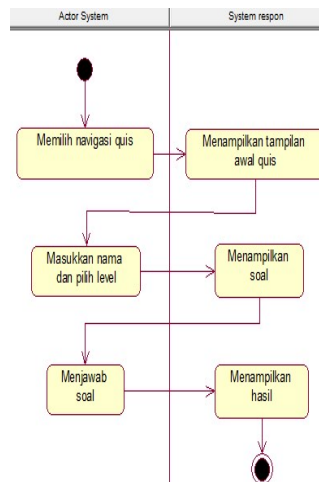 Actor System
System respon
Memilih navigasi quis
Menampilkan tampilan
awal quis
Masukkan nama
dan pilih level
Menampilkan
soal
Menjawab
soal
Menampilkan
hasil